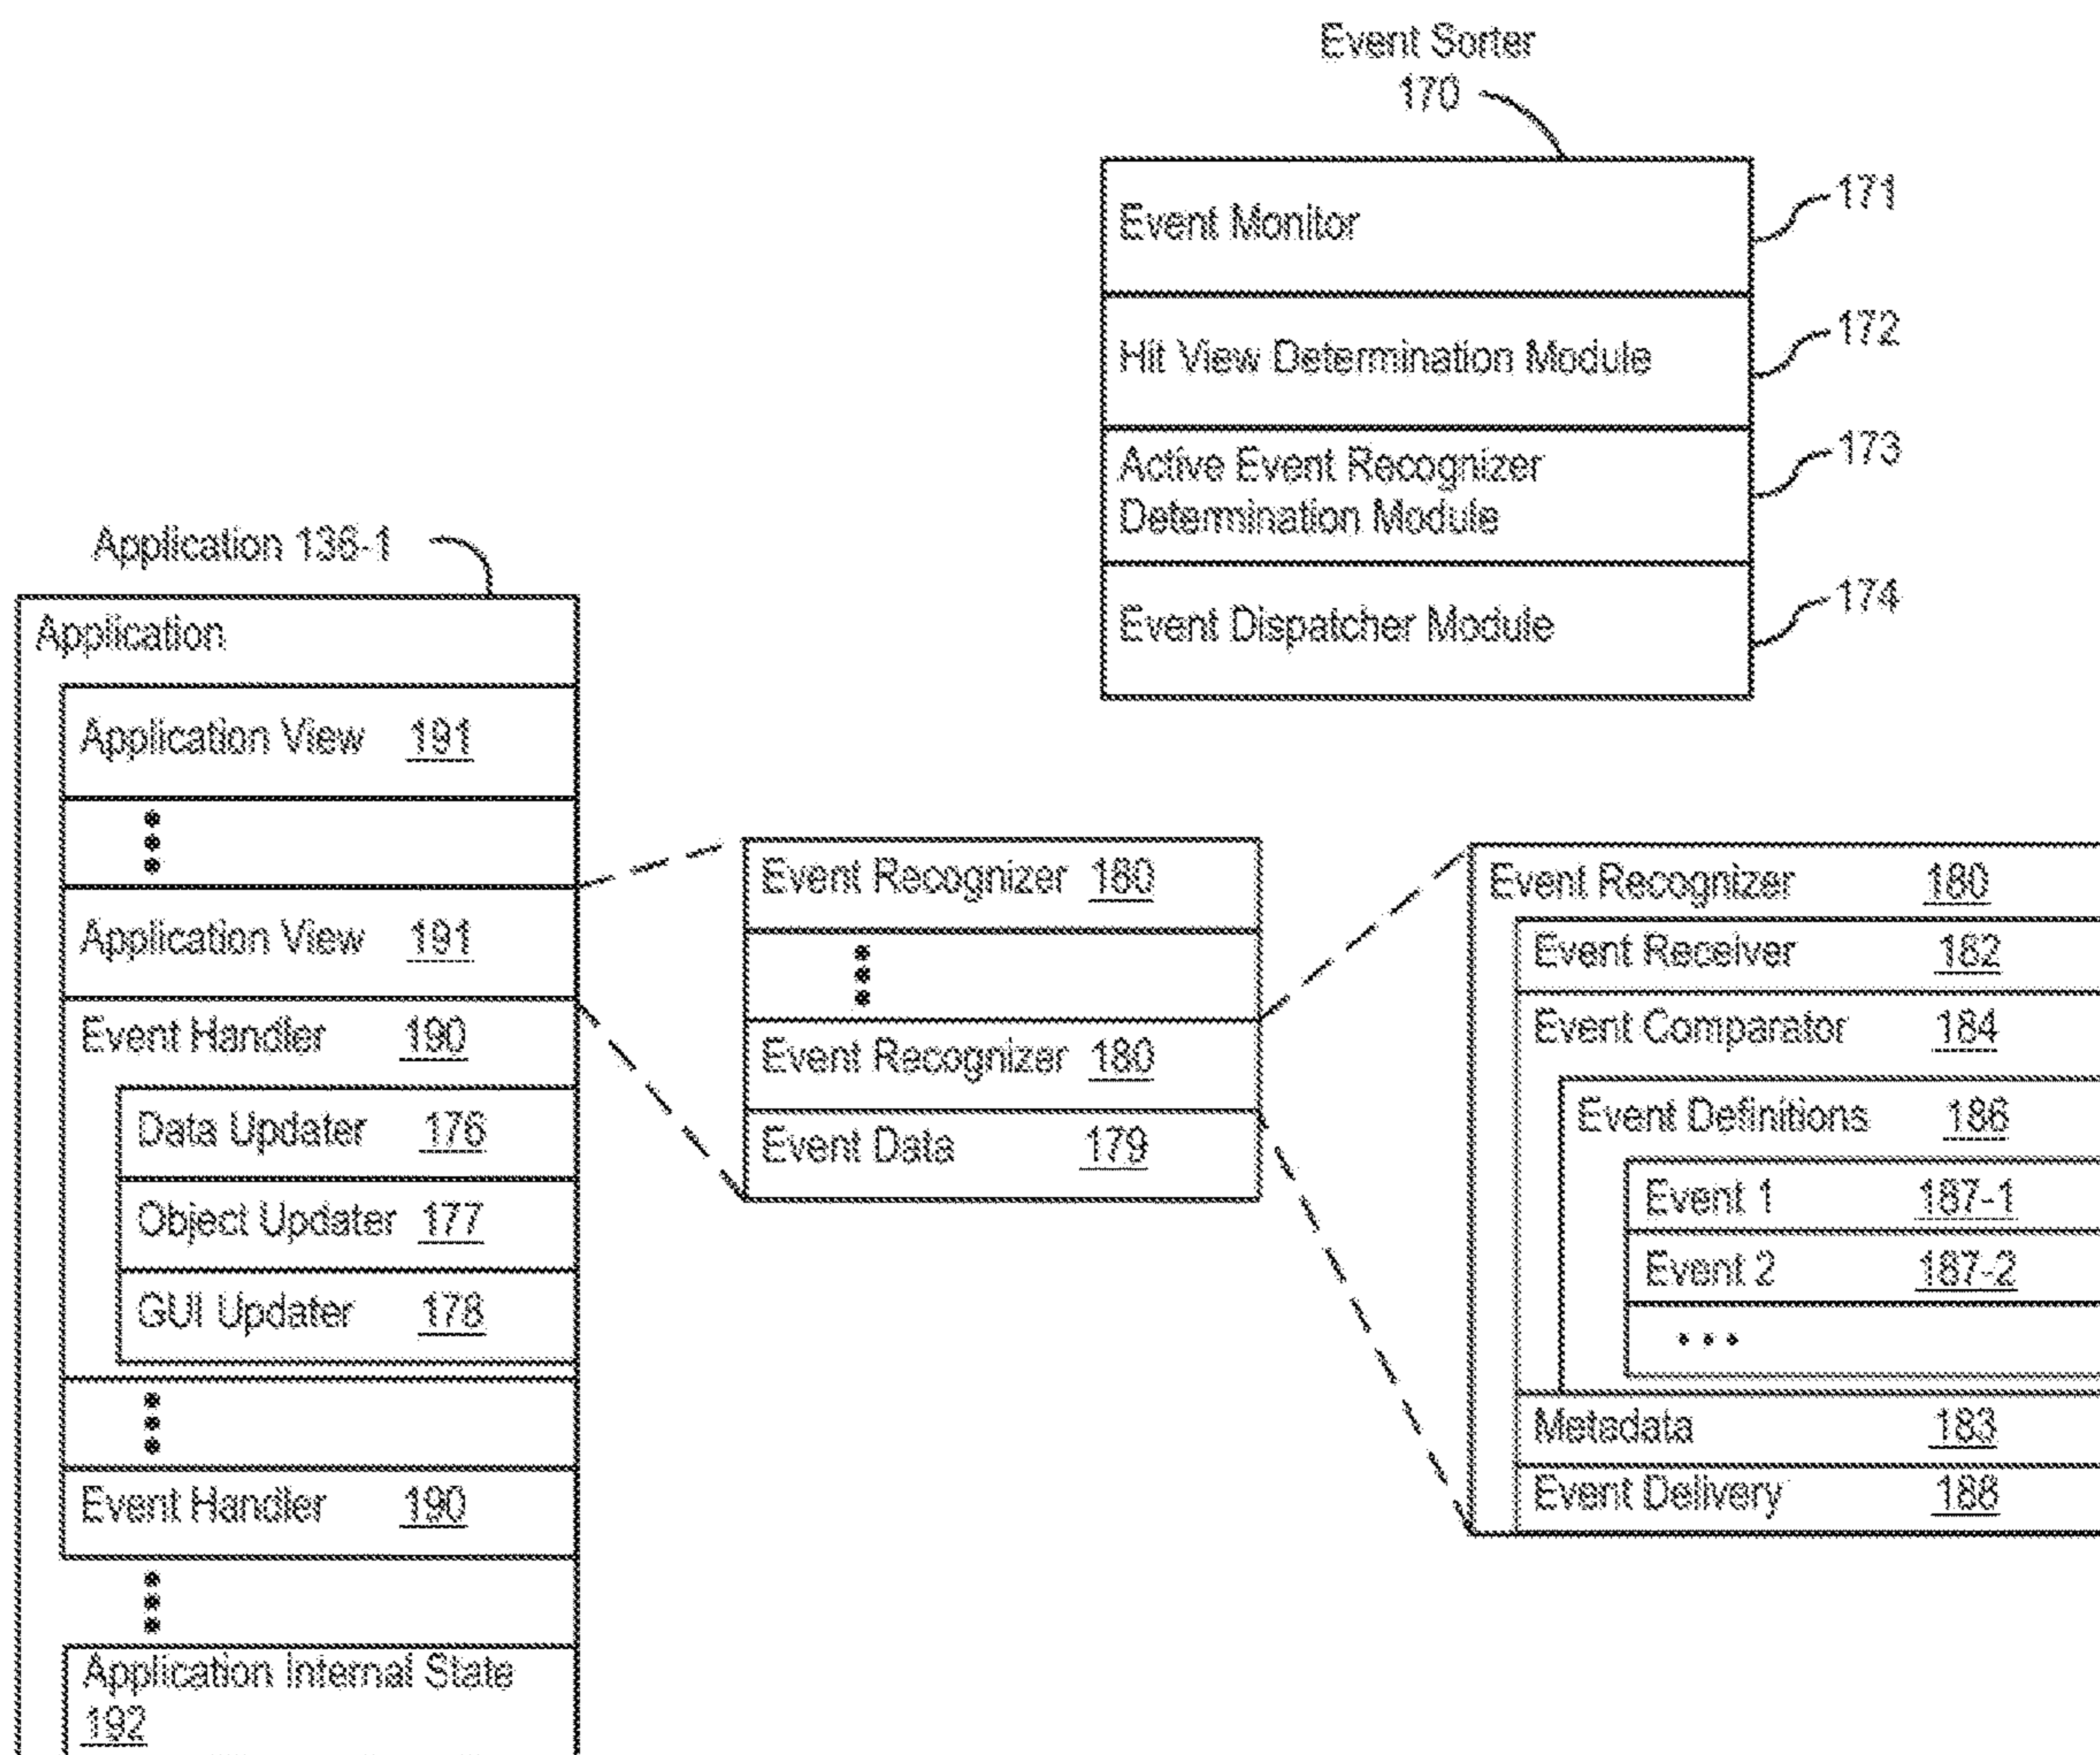 Event Sorter
170
Event Monitor
171
Hit View Determination Module
172
Active Event Recognizer
Determination Module
173
Event Dispatcher Module
174
Application 136-1
Application
Application View 191
Application View 191
Event Handler 190
Data Updater 176
Object Updater 177
GUI Updater 178
Event Handler 190
Application Internal State
192
Event Recognizer 180
Event Recognizer 180
Event Data 179
Event Recognizer 180
Event Receiver 182
Event Comparator 184
Event Definitions 186
Event 1 187-1
Event 2 187-2
Metadata 183
Event Delivery 188